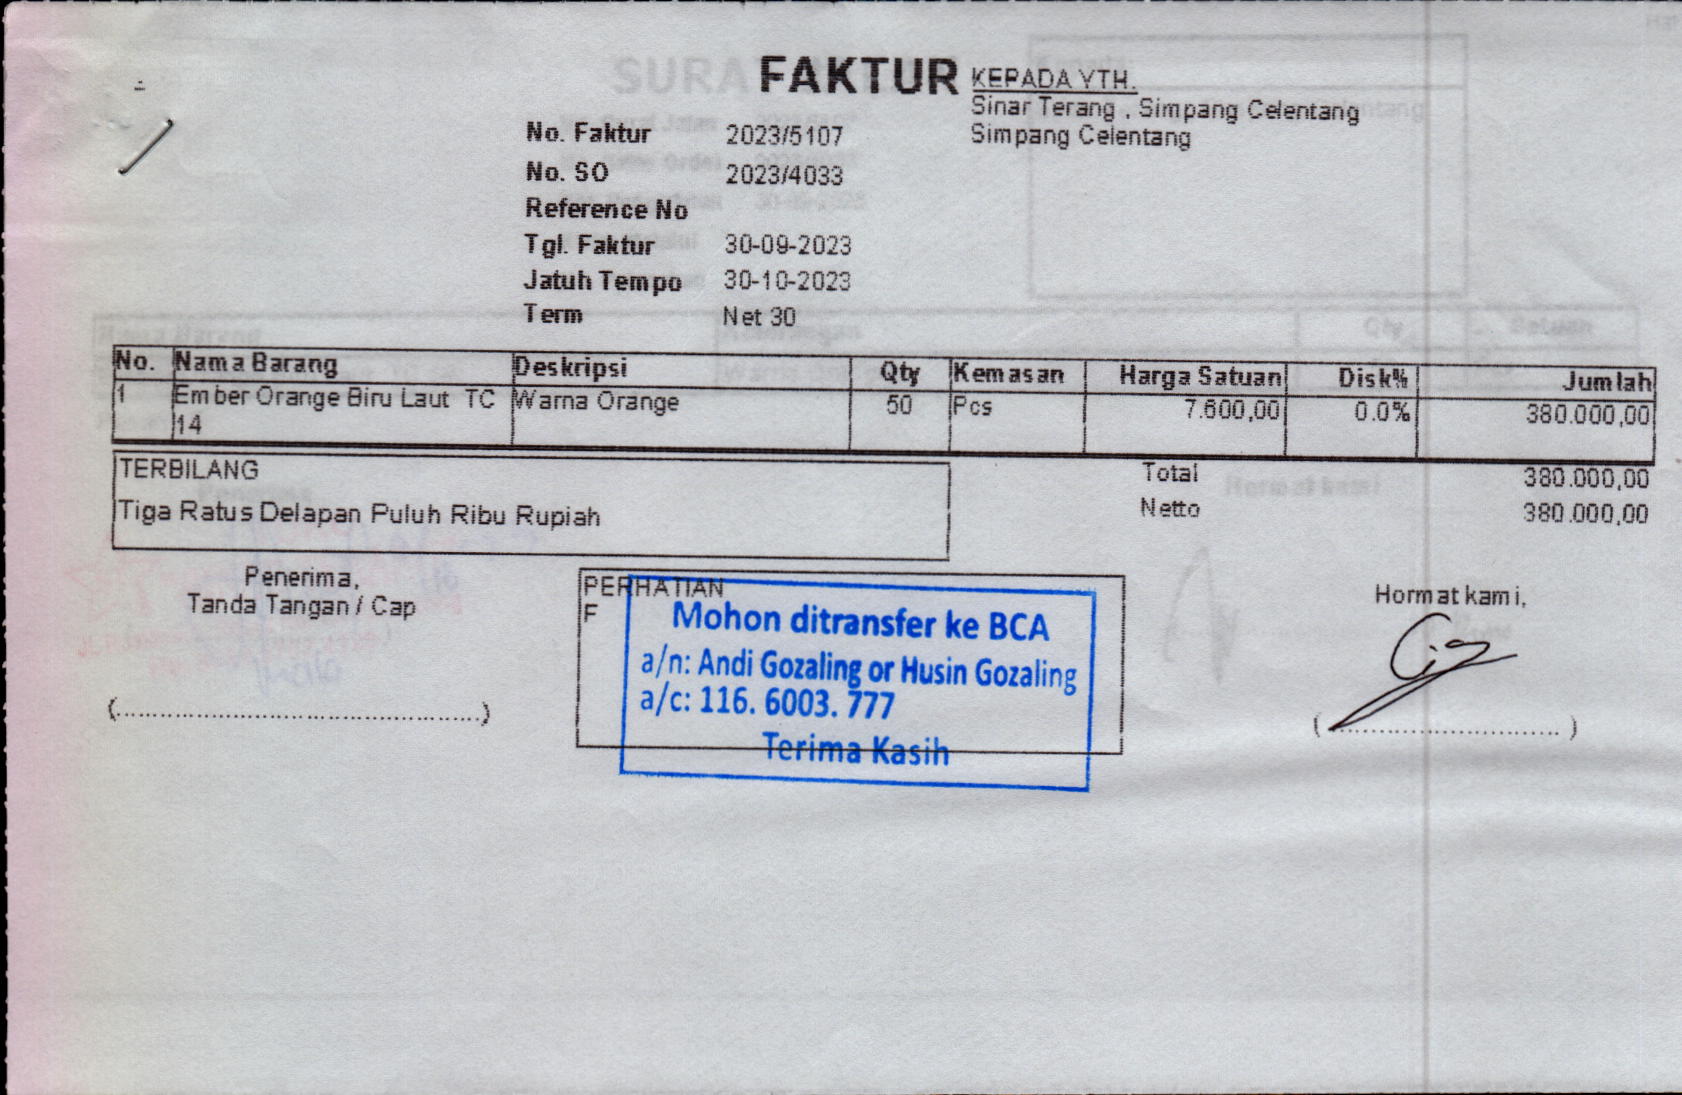 FAKTUR
KEPADA YTH.
Sinar Terang , Simpang Celentang
Simpang Celentang
No. Faktur 2023/5107
No. SO 2023/4033
Reference No
Tgl. Faktur 30-09-2023
Jatuh Tempo 30-10-2023
Term Net 30
No. Nama Barang Deskripsi Qty Kemasan Harga Satuan Disk% Jumlah
1 Ember Orange Biru Laut TC Warna Orange 50 Pcs 7.600,00 0.0% 380.000,00
14
TERBILANG
Tiga Ratus Delapan Puluh Ribu Rupiah
Total 380.000,00
Netto 380.000,00
Penerima,
Tanda Tangan / Cap
PERHATIAN
F
Mohon ditransfer ke BCA
a/n: Andi Gozaling or Husin Gozaling
a/c: 116. 6003. 777
Terima Kasih
Hormat kami,